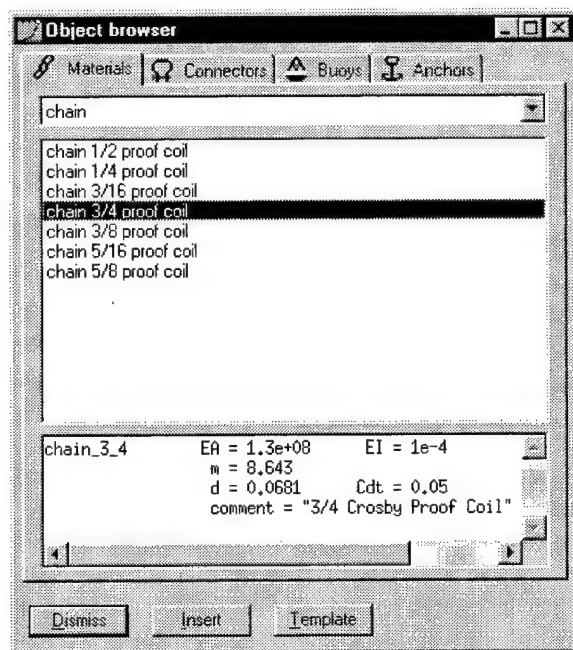 Object browser
Materials Connectors Buoys Anchors
chain
chain 1/2 proof coil
chain 1/4 proof coil
chain 3/16 proof coil
chain 3/4 proof coil
chain 3/8 proof coil
chain 5/16 proof coil
chain 5/8 proof coil
chain_3_4 EA = 1.3e+08 EI = 1e-4
m = 8.643
d = 0.0681 Cdt = 0.05
comment = "3/4 Crosby Proof Coil"
Dismiss Insert Template